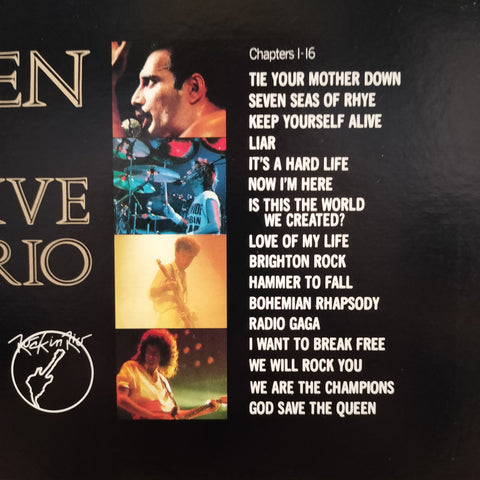 EN
IVE
RIO
Rock in Rio
Chapters 1-16
TIE YOUR MOTHER DOWN
SEVEN SEAS OF RHYE
KEEP YOURSELF ALIVE
LIAR
IT'S A HARD LIFE
NOW I'M HERE
IS THIS THE WORLD
WE CREATED?
LOVE OF MY LIFE
BRIGHTON ROCK
HAMMER TO FALL
BOHEMIAN RHAPSODY
RADIO GAGA
I WANT TO BREAK FREE
WE WILL ROCK YOU
WE ARE THE CHAMPIONS
GOD SAVE THE QUEEN